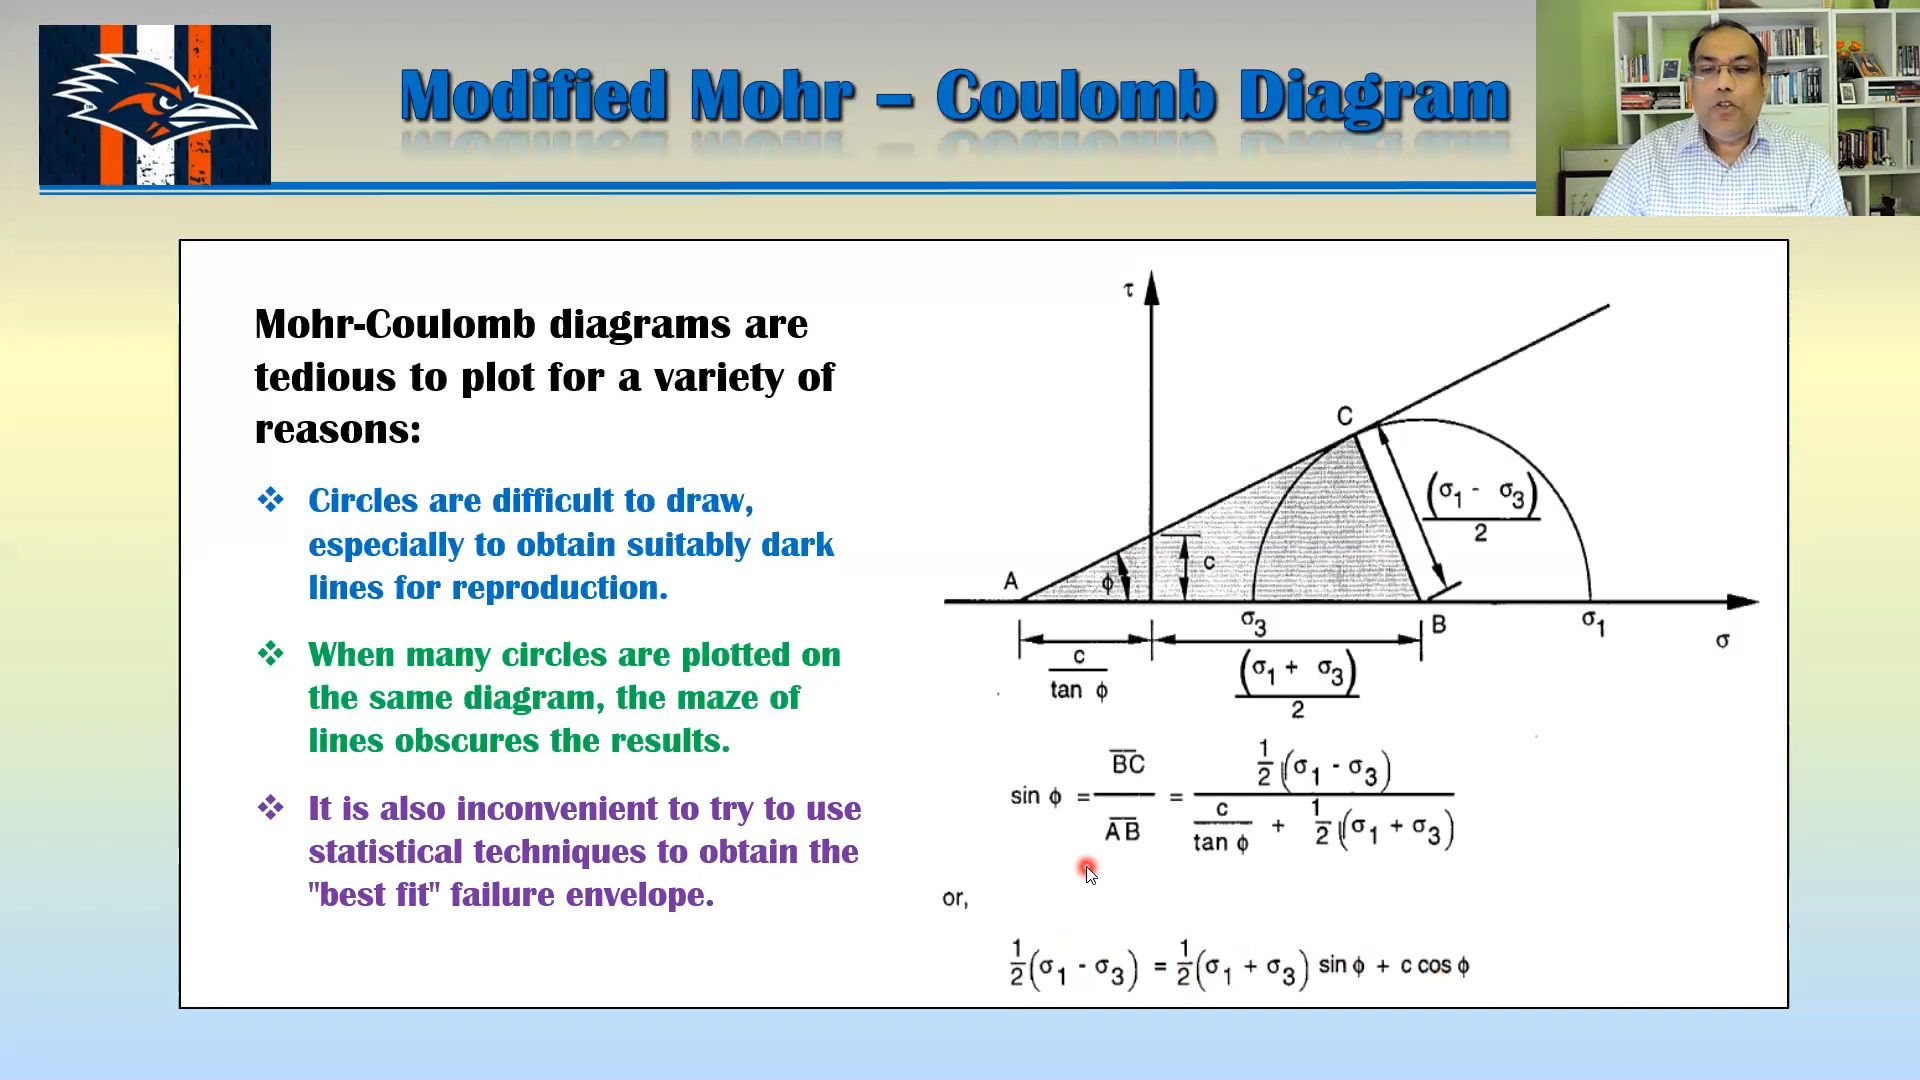 Modified Mohr – Coulomb Diagram
Mohr-Coulomb diagrams are
tedious to plot for a variety of
reasons:
❖ Circles are difficult to draw,
especially to obtain suitably dark
lines for reproduction.
❖ When many circles are plotted on
the same diagram, the maze of
lines obscures the results.
❖ It is also inconvenient to try to use
statistical techniques to obtain the
"best fit" failure envelope.
τ
C
(σ₁ - σ₃)
2
A
ϕ
c
σ₃
B
σ₁
σ
c
tan ϕ
(σ₁ + σ₃)
2
sin ϕ = B̅C̅ / A̅B̅ = ½(σ₁ - σ₃) / (c / tan ϕ + ½(σ₁ + σ₃))
or,
½(σ₁ - σ₃) = ½(σ₁ + σ₃) sin ϕ + c cos ϕ